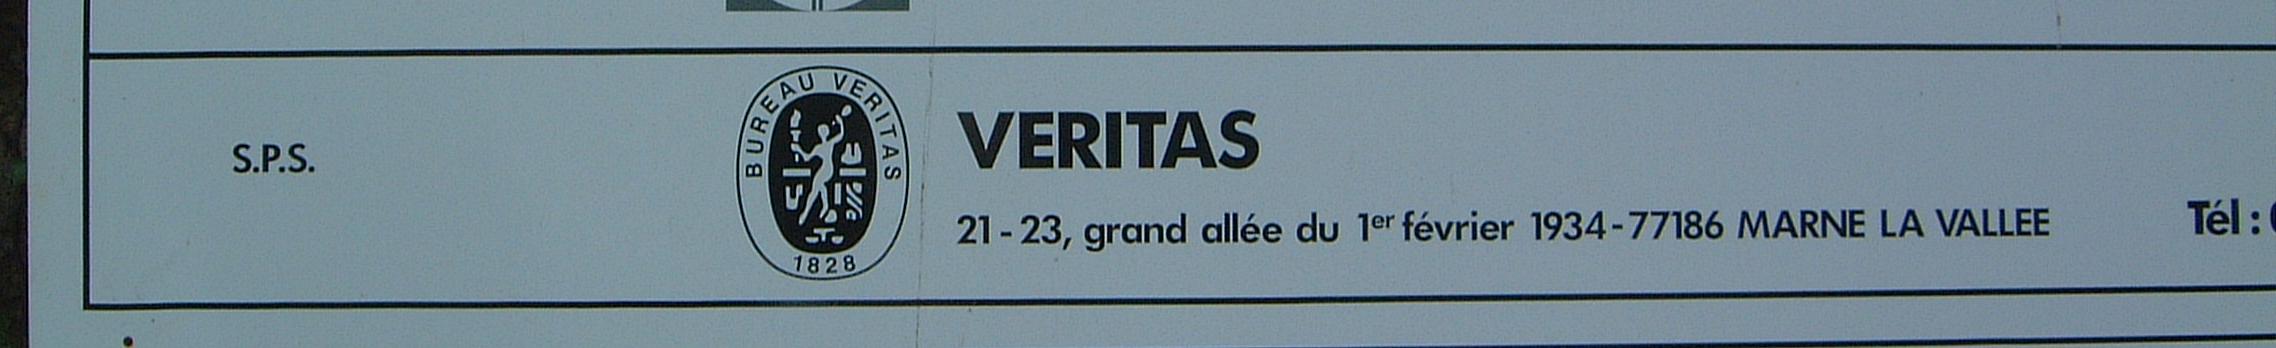 S.P.S.
BUREAU VERITAS
1828
VERITAS
21-23, grand allée du 1er février 1934-77186 MARNE LA VALLEE
Tél :